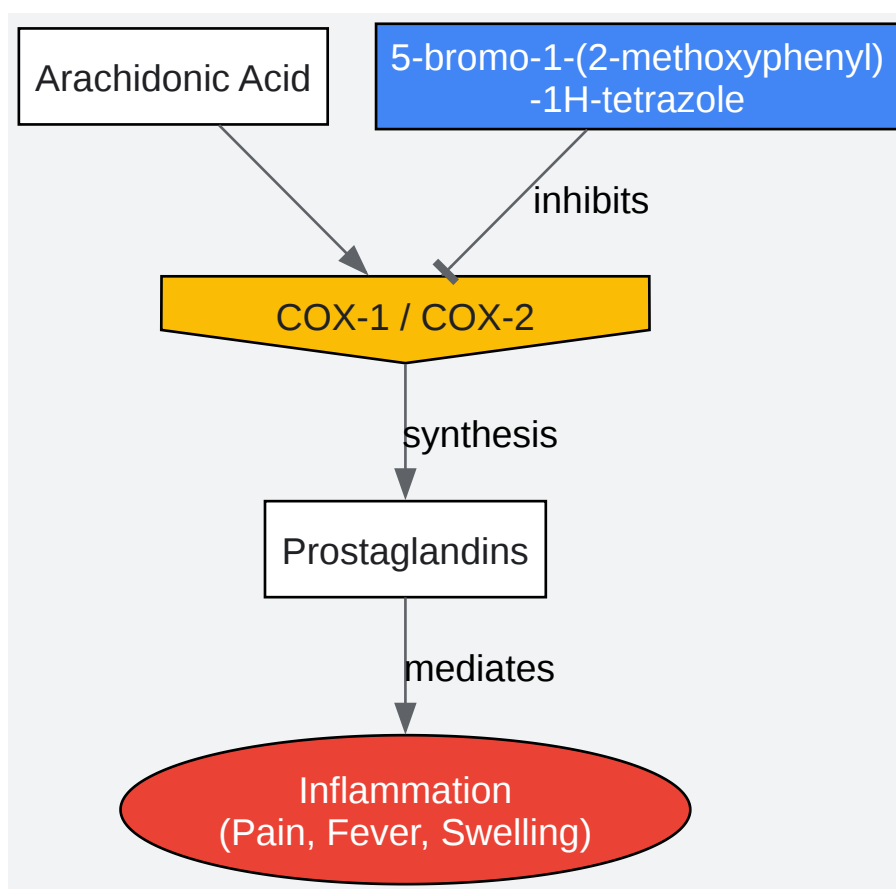 Arachidonic Acid
5-bromo-1-(2-methoxyphenyl)
-1H-tetrazole
inhibits
COX-1 / COX-2
synthesis
Prostaglandins
mediates
Inflammation
(Pain, Fever, Swelling)